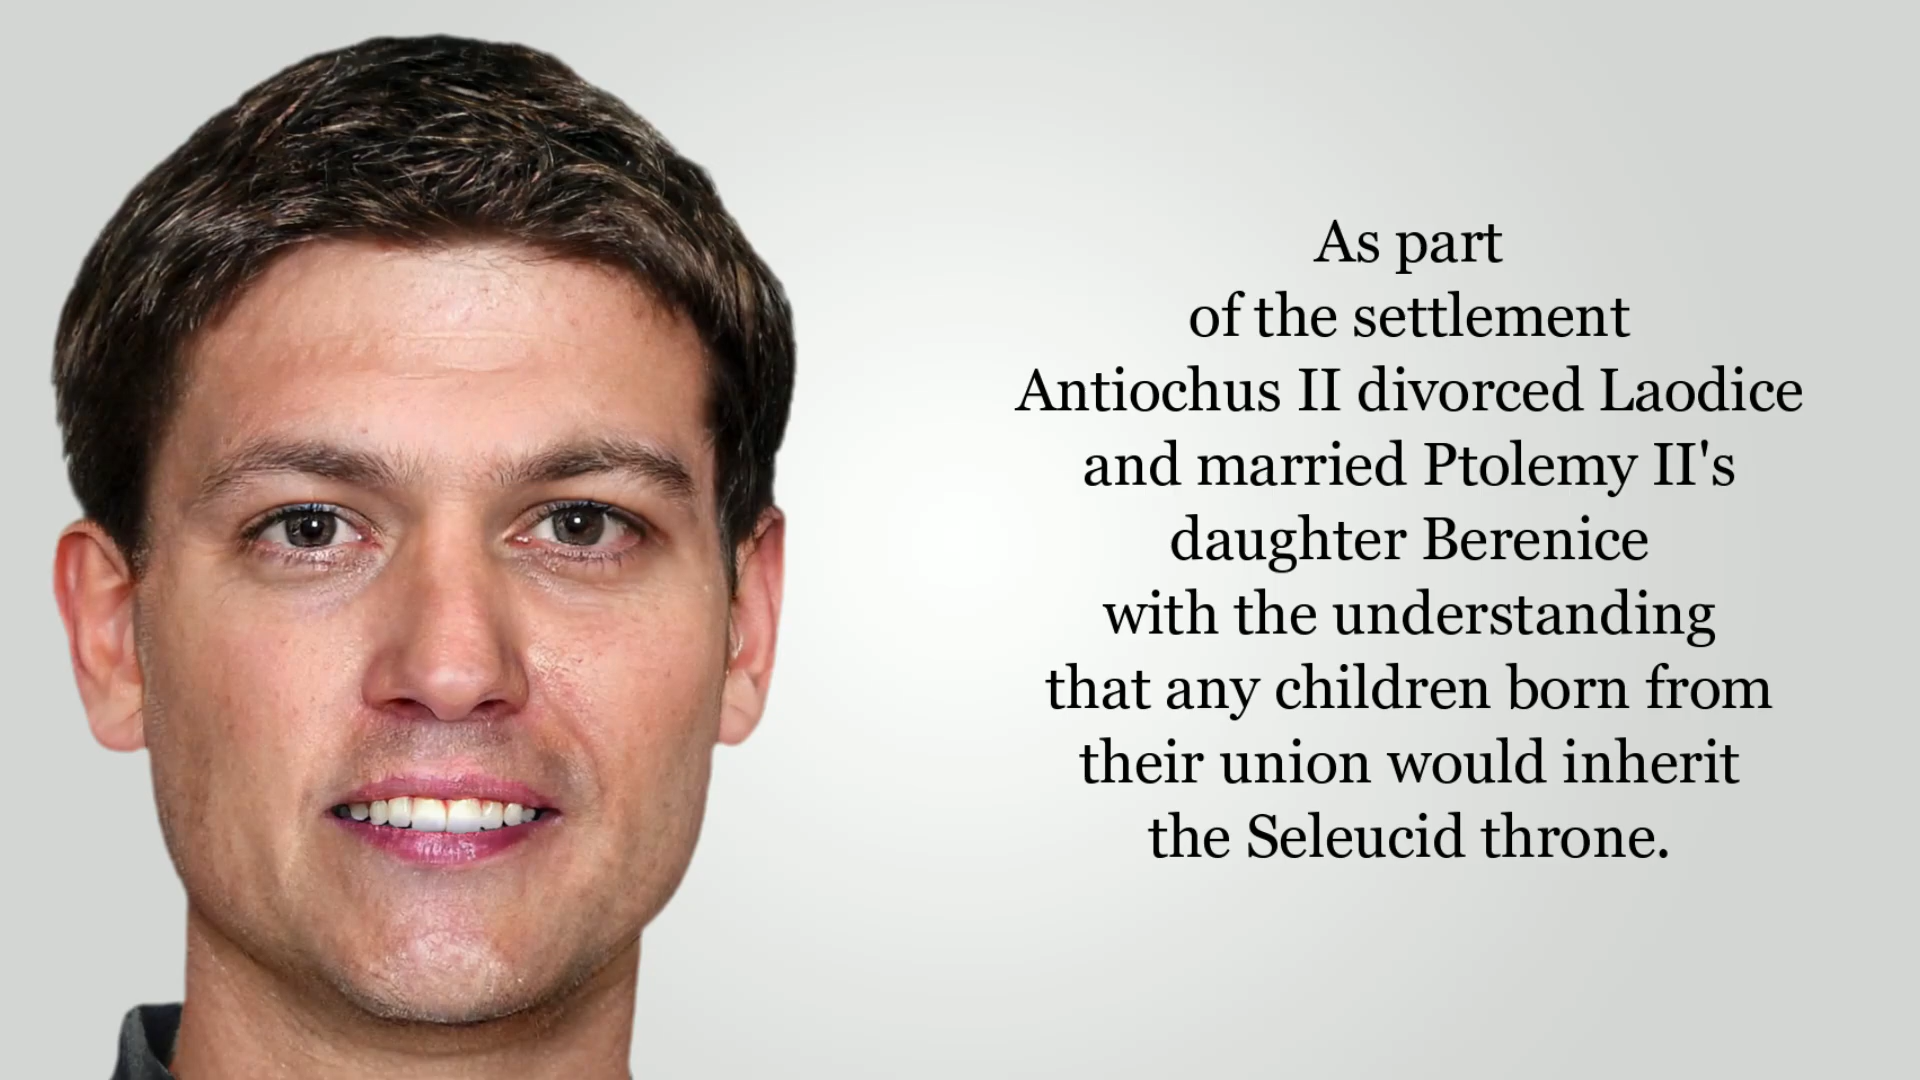 As part
of the settlement
Antiochus II divorced Laodice
and married Ptolemy II's
daughter Berenice
with the understanding
that any children born from
their union would inherit
the Seleucid throne.